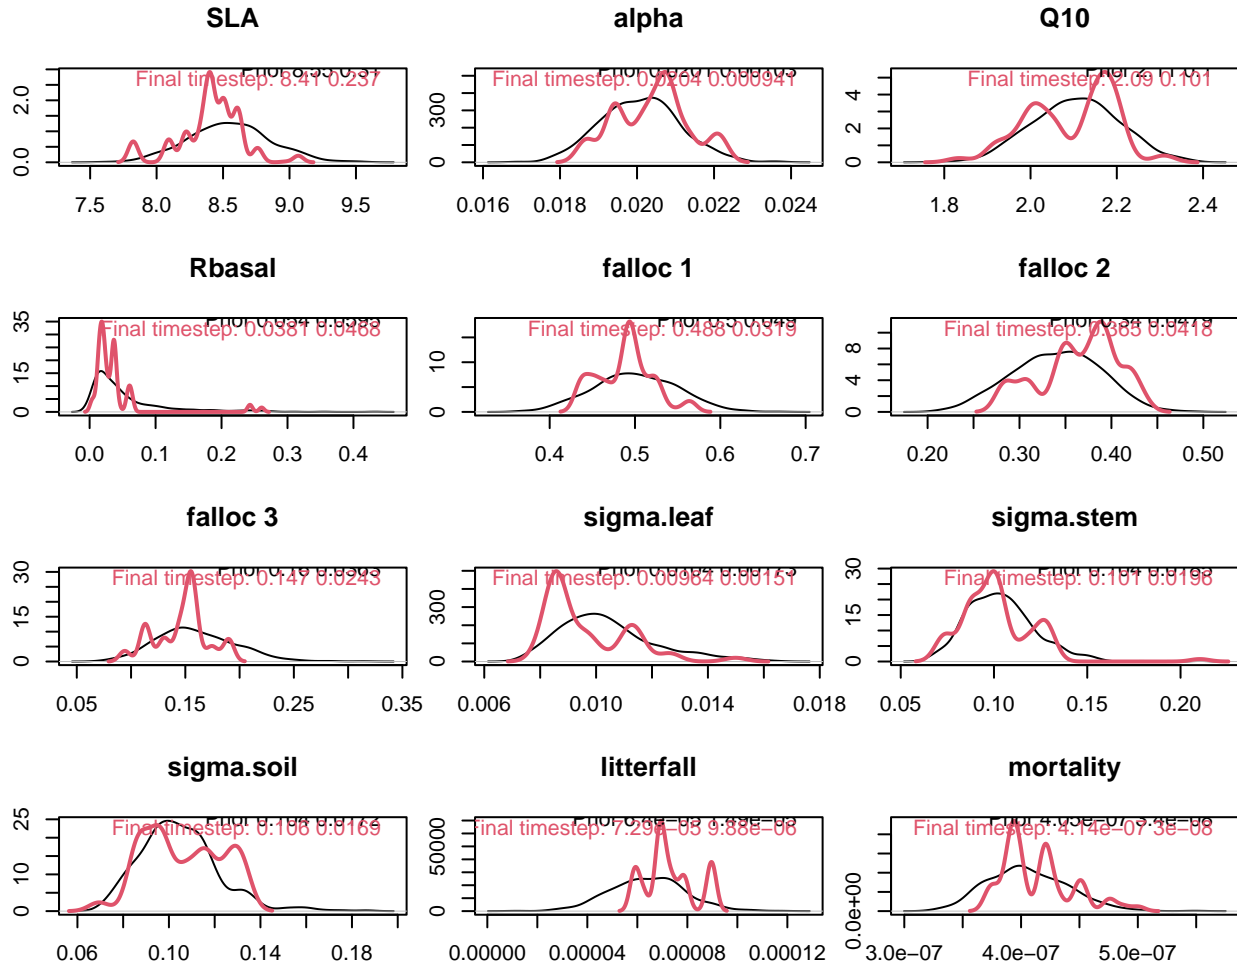 SLA
alpha
Q10
Final timestep: 8.41 0.237
Final timestep: 0.0204 0.000941
Final timestep: 2.09 0.101
0.0
2.0
0
300
0
2
4
7.5 8.0 8.5 9.0 9.5
0.016 0.018 0.020 0.022 0.024
1.8 2.0 2.2 2.4
Rbasal
falloc 1
falloc 2
Final timestep: 0.0381 0.0468
Final timestep: 0.488 0.0319
Final timestep: 0.365 0.0418
0
15
35
0
10
0
4
8
0.0 0.1 0.2 0.3 0.4
0.4 0.5 0.6 0.7
0.20 0.30 0.40 0.50
falloc 3
sigma.leaf
sigma.stem
Final timestep: 0.147 0.0243
Final timestep: 0.00984 0.00151
Final timestep: 0.101 0.0196
0
15
30
0
300
0
15
30
0.05 0.15 0.25 0.35
0.006 0.010 0.014 0.018
0.05 0.10 0.15 0.20
sigma.soil
litterfall
mortality
Final timestep: 0.106 0.0169
Final timestep: 7.29e−05 9.88e−06
Final timestep: 4.14e−07 3e−08
0
10
25
0
50000
0.0e+00
0.06 0.10 0.14 0.18
0.00000 0.00004 0.00008 0.00012
3.0e−07 4.0e−07 5.0e−07